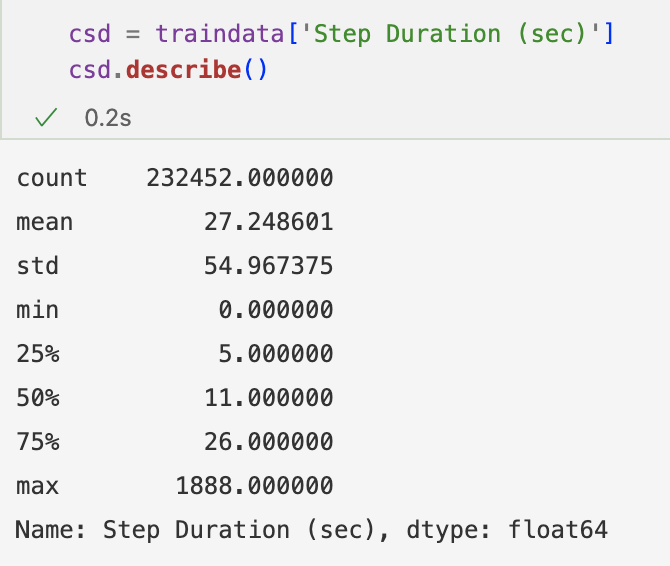 csd = traindata['Step Duration (sec)']
csd.describe()
0.2s
count 232452.000000
mean 27.248601
std 54.967375
min 0.000000
25% 5.000000
50% 11.000000
75% 26.000000
max 1888.000000
Name: Step Duration (sec), dtype: float64